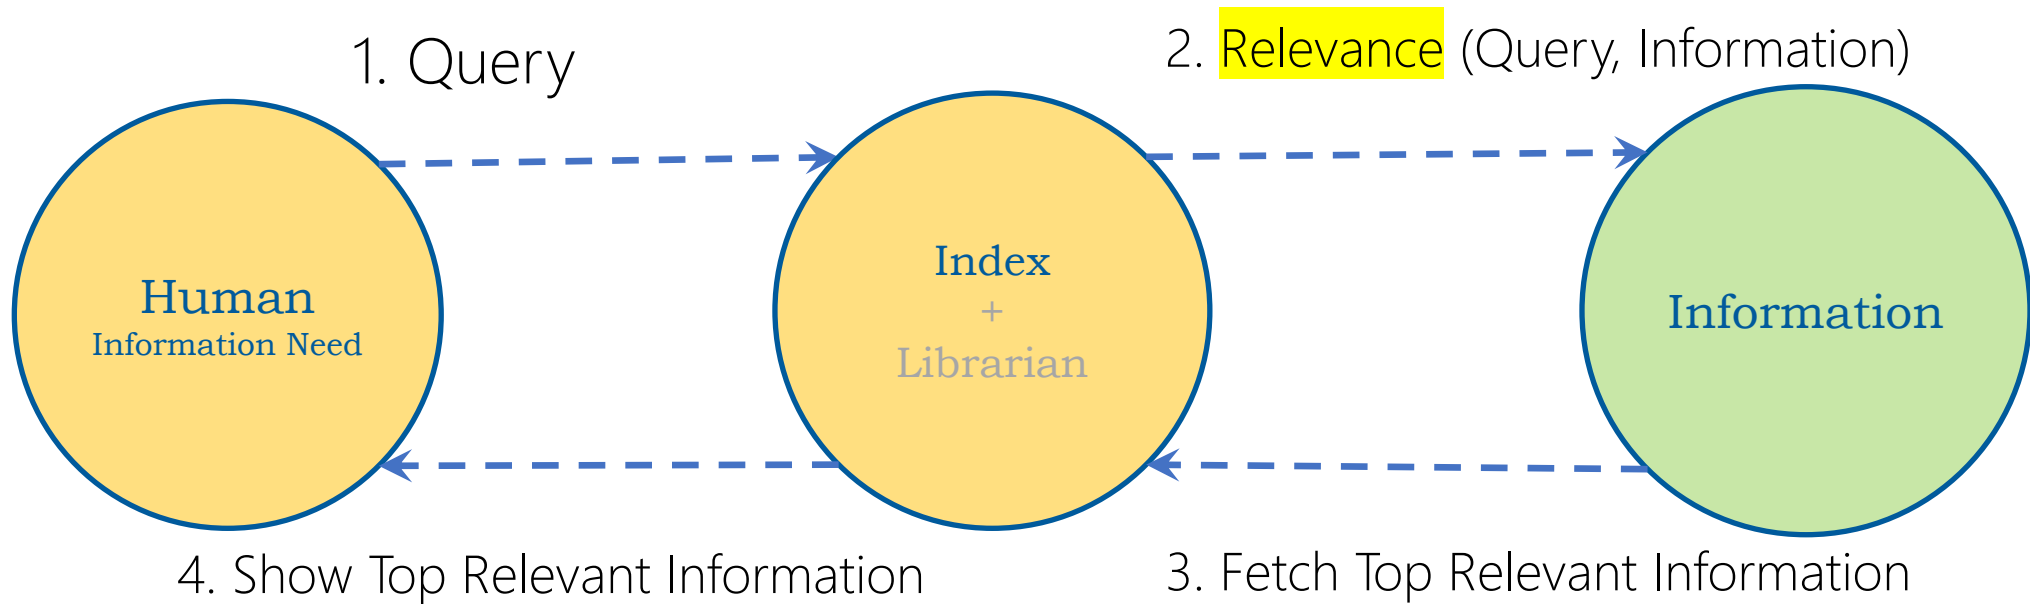 1. Query
2. Relevance (Query, Information)
Human
Information Need
Index
+
Librarian
Information
4. Show Top Relevant Information
3. Fetch Top Relevant Information